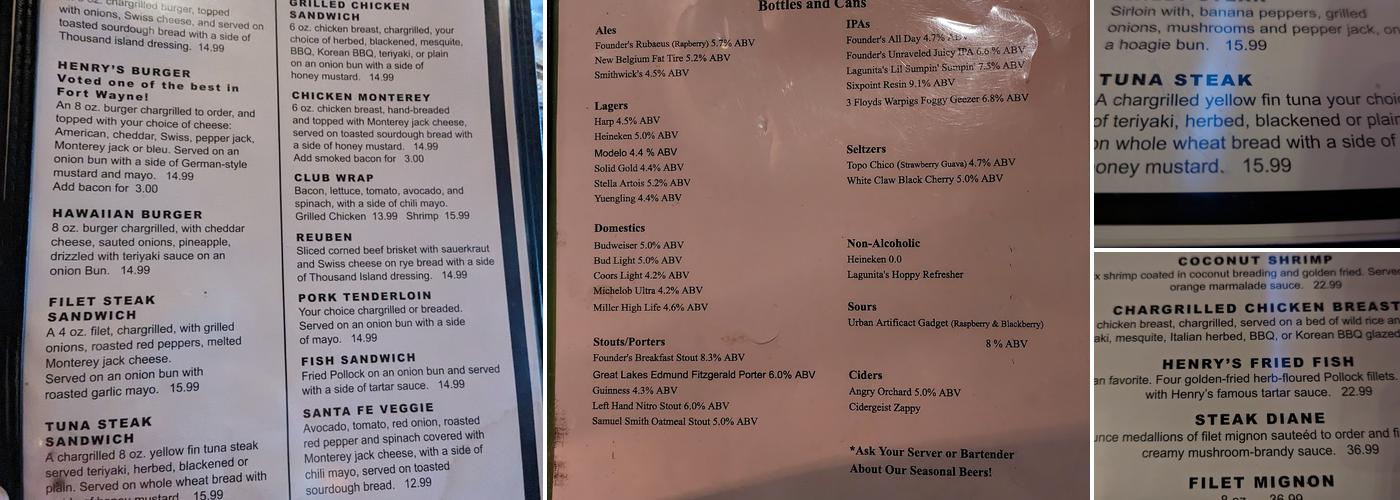 chargrilled burger, topped
with onions, Swiss cheese, and served on
toasted sourdough bread with a side of
Thousand island dressing. 14.99
HENRY'S BURGER
Voted one of the best in
Fort Wayne!
An 8 oz. burger chargrilled to order, and
topped with your choice of cheese:
American, cheddar, Swiss, pepper jack,
Monterey jack or bleu. Served on an
onion bun with a side of German-style
mustard and mayo. 14.99
Add bacon for 3.00
HAWAIIAN BURGER
8 oz. burger chargrilled, with cheddar
cheese, sauted onions, pineapple,
drizzled with teriyaki sauce on an
onion Bun. 14.99
FILET STEAK
SANDWICH
A 4 oz. filet, chargrilled, with grilled
onions, roasted red peppers, melted
Monterey jack cheese.
Served on an onion bun with
roasted garlic mayo. 15.99
TUNA STEAK
SANDWICH
A chargrilled 8 oz. yellow fin tuna steak
served teriyaki, herbed, blackened or
plain. Served on whole wheat bread with
of honey mustard 15.99
GRILLED CHICKEN
SANDWICH
6 oz. chicken breast, chargrilled, your
choice of herbed, blackened, mesquite,
BBQ, Korean BBQ, teriyaki, or plain
on an onion bun with a side of
honey mustard. 14.99
CHICKEN MONTEREY
6 oz. chicken breast, hand-breaded
and topped with Monterey jack cheese,
served on toasted sourdough bread with
a side of honey mustard. 14.99
Add smoked bacon for 3.00
CLUB WRAP
Bacon, lettuce, tomato, avocado, and
spinach, with a side of chili mayo.
Grilled Chicken 13.99 Shrimp 15.99
REUBEN
Sliced corned beef brisket with sauerkraut
and Swiss cheese on rye bread with a side
of Thousand Island dressing. 14.99
PORK TENDERLOIN
Your choice chargrilled or breaded.
Served on an onion bun with a side
of mayo. 14.99
FISH SANDWICH
Fried Pollock on an onion bun and served
with a side of tartar sauce. 14.99
SANTA FE VEGGIE
Avocado, tomato, red onion, roasted
red pepper and spinach covered with
Monterey jack cheese, with a side of
chili mayo, served on toasted
sourdough bread. 12.99
Bottles and Cans
Ales
Founder's Rubaeus (Rapberry) 5.7% ABV
New Belgium Fat Tire 5.2% ABV
Smithwick's 4.5% ABV
Lagers
Harp 4.5% ABV
Heineken 5.0% ABV
Modelo 4.4 % ABV
Solid Gold 4.4% ABV
Stella Artois 5.2% ABV
Yuengling 4.4% ABV
Domestics
Budweiser 5.0% ABV
Bud Light 5.0% ABV
Coors Light 4.2% ABV
Michelob Ultra 4.2% ABV
Miller High Life 4.6% ABV
Stouts/Porters
Founder's Breakfast Stout 8.3% ABV
Great Lakes Edmund Fitzgerald Porter 6.0% ABV
Guinness 4.3% ABV
Left Hand Nitro Stout 6.0% ABV
Samuel Smith Oatmeal Stout 5.0% ABV
IPAs
Founder's All Day 4.7% ABV
Founder's Unraveled Juicy IPA 6.6 % ABV
Lagunita's Lil Sumpin' Sumpin' 7.5% ABV
Sixpoint Resin 9.1% ABV
3 Floyds Warpigs Foggy Geezer 6.8% ABV
Seltzers
Topo Chico (Strawberry Guava) 4.7% ABV
White Claw Black Cherry 5.0% ABV
Non-Alcoholic
Heineken 0.0
Lagunita's Hoppy Refresher
Sours
Urban Artificact Gadget (Raspberry & Blackberry)
8 % ABV
Ciders
Angry Orchard 5.0% ABV
Cidergeist Zappy
*Ask Your Server or Bartender
About Our Seasonal Beers!
Sirloin with, banana peppers, grilled
onions, mushrooms and pepper jack, on
a hoagie bun. 15.99
TUNA STEAK
A chargrilled yellow fin tuna your choi
of teriyaki, herbed, blackened or plain
on whole wheat bread with a side of
oney mustard. 15.99
COCONUT SHRIMP
x shrimp coated in coconut breading and golden fried. Serve
orange marmalade sauce. 22.99
CHARGRILLED CHICKEN BREAST
chicken breast, chargrilled, served on a bed of wild rice an
aki, mesquite, Italian herbed, BBQ, or Korean BBQ glazed
HENRY'S FRIED FISH
an favorite. Four golden-fried herb-floured Pollock fillets.
with Henry's famous tartar sauce. 22.99
STEAK DIANE
unce medallions of filet mignon sauteéd to order and fi
creamy mushroom-brandy sauce. 36.99
FILET MIGNON
8 oz. 36.99